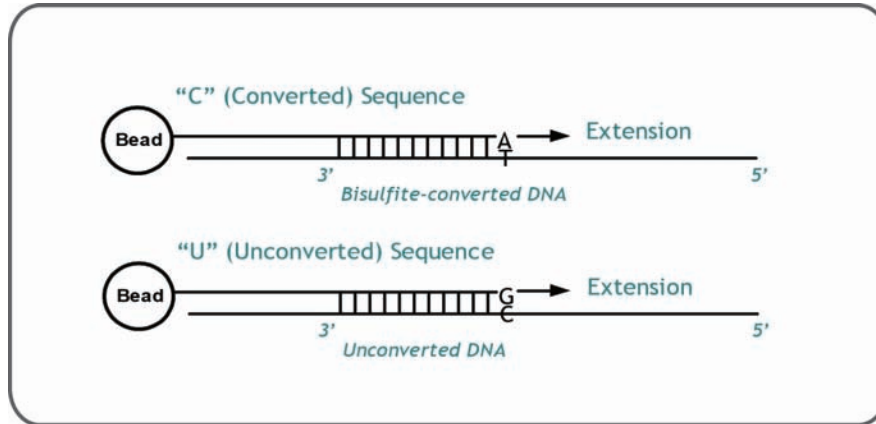 “C” (Converted) Sequence
Bead
A
Extension
T
3’
5’
Bisulfite-converted DNA
“U” (Unconverted) Sequence
Bead
G
Extension
C
3’
5’
Unconverted DNA